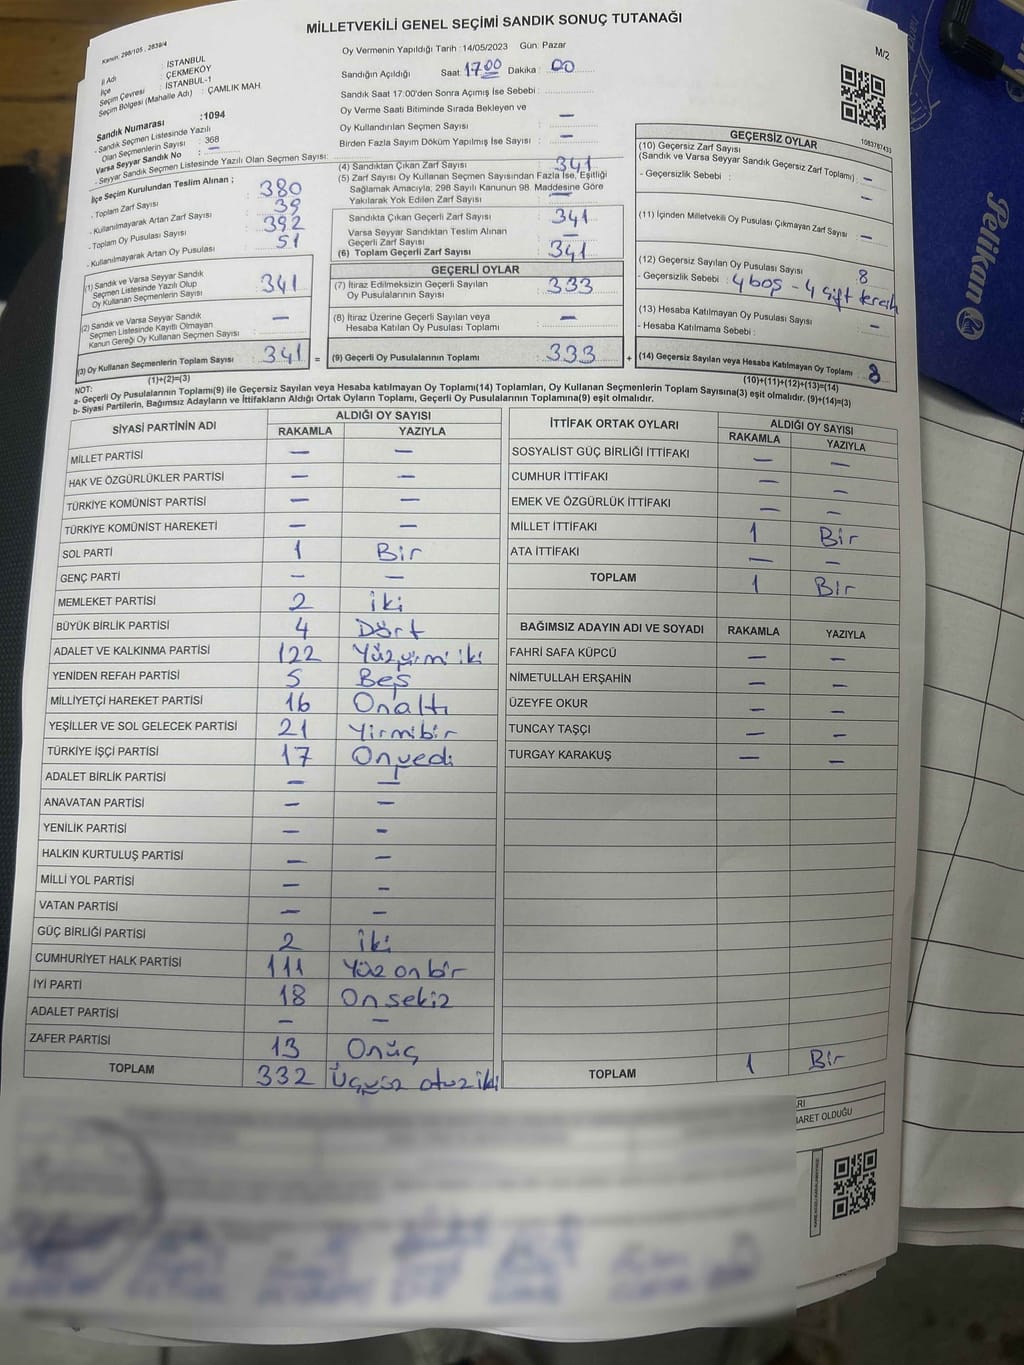 MİLLETVEKİLİ GENEL SEÇİMİ SANDIK SONUÇ TUTANAĞI
Kanun: 298/105, 2839/4
M/2
İl Adı : İSTANBUL
İlçe : ÇEKMEKÖY
Seçim Çevresi : İSTANBUL-1
Seçim Bölgesi (Mahalle Adı) : ÇAMLIK MAH
Sandık Numarası :1094
- Sandık Seçmen Listesinde Yazılı
Olan Seçmenlerin Sayısı : 368
Varsa Seyyar Sandık No : —
- Seyyar Sandık Seçmen Listesinde Yazılı Olan Seçmen Sayısı:
İlçe Seçim Kurulundan Teslim Alınan ;
- Toplam Zarf Sayısı : 380
- Kullanılmayarak Artan Zarf Sayısı : 39
- Toplam Oy Pusulası Sayısı : 392
- Kullanılmayarak Artan Oy Pusulası : 51
(1) Sandık ve Varsa Seyyar Sandık
Seçmen Listesinde Yazılı Olup
Oy Kullanan Seçmenlerin Sayısı : 341
(2) Sandık ve Varsa Seyyar Sandık
Seçmen Listesinde Kayıtlı Olmayan
Kanun Gereği Oy Kullanan Seçmen Sayısı : —
(3) Oy Kullanan Seçmenlerin Toplam Sayısı : 341 =
(1)+(2)=(3)
Oy Vermenin Yapıldığı Tarih :14/05/2023 Gün: Pazar
Sandığın Açıldığı Saat: 17:00 Dakika : 00
Sandık Saat 17:00'den Sonra Açımış İse Sebebi :
Oy Verme Saati Bitiminde Sırada Bekleyen ve
Oy Kullandırılan Seçmen Sayısı : —
Birden Fazla Sayım Döküm Yapılmış İse Sayısı : —
(4) Sandıktan Çıkan Zarf Sayısı : 341
(5) Zarf Sayısı Oy Kullanan Seçmen Sayısından Fazla İse, Eşitliği
Sağlamak Amacıyla, 298 Sayılı Kanunun 98. Maddesine Göre
Yakılarak Yok Edilen Zarf Sayısı : —
Sandıkta Çıkan Geçerli Zarf Sayısı : 341
Varsa Seyyar Sandıktan Teslim Alınan
Geçerli Zarf Sayısı : —
(6) Toplam Geçerli Zarf Sayısı : 341
GEÇERLİ OYLAR
(7) İtiraz Edilmeksizin Geçerli Sayılan
Oy Pusulasının Sayısı : 333
(8) İtiraz Üzerine Geçerli Sayılan veya
Hesaba Katılan Oy Pusulası Toplamı : —
(9) Geçerli Oy Pusulalarının Toplamı : 333 +
GEÇERSİZ OYLAR
1083787433
(10) Geçersiz Zarf Sayısı
(Sandık ve Varsa Seyyar Sandık Geçersiz Zarf Toplamı) : —
- Geçersizlik Sebebi : —
(11) İçinden Milletvekili Oy Pusulası Çıkmayan Zarf Sayısı : —
(12) Geçersiz Sayılan Oy Pusulası Sayısı : 8
- Geçersizlik Sebebi : 4 boş - 4 çift tercih
(13) Hesaba Katılmayan Oy Pusulası Sayısı : —
- Hesaba Katılmama Sebebi :
(14) Geçersiz Sayılan veya Hesaba Katılmayan Oy Toplamı : 8
(10)+(11)+(12)+(13)=(14)
NOT:
a- Geçerli Oy Pusulalarının Toplamı(9) ile Geçersiz Sayılan veya Hesaba katılmayan Oy Toplamı(14) Toplamları, Oy Kullanan Seçmenlerin Toplam Sayısına(3) eşit olmalıdır. (9)+(14)=(3)
b- Siyasi Partilerin, Bağımsız Adayların ve İttifakların Aldığı Ortak Oyların Toplamı, Geçerli Oy Pusulalarının Toplamına(9) eşit olmalıdır.
SİYASİ PARTİNİN ADI ALDIĞI OY SAYISI
RAKAMLA YAZIYLA
MİLLET PARTİSİ — —
HAK VE ÖZGÜRLÜKLER PARTİSİ — —
TÜRKİYE KOMÜNİST PARTİSİ — —
TÜRKİYE KOMÜNİST HAREKETİ — —
SOL PARTİ 1 Bir
GENÇ PARTİ — —
MEMLEKET PARTİSİ 2 iki
BÜYÜK BİRLİK PARTİSİ 4 Dört
ADALET VE KALKINMA PARTİSİ 122 Yüzyirmi iki
YENİDEN REFAH PARTİSİ 5 Beş
MİLLİYETÇİ HAREKET PARTİSİ 16 Onaltı
YEŞİLLER VE SOL GELECEK PARTİSİ 21 Yirmibir
TÜRKİYE İŞÇİ PARTİSİ 17 Onyedi
ADALET BİRLİK PARTİSİ — —
ANAVATAN PARTİSİ — —
YENİLİK PARTİSİ — —
HALKIN KURTULUŞ PARTİSİ — —
MİLLİ YOL PARTİSİ — —
VATAN PARTİSİ — —
GÜÇ BİRLİĞİ PARTİSİ 2 iki
CUMHURİYET HALK PARTİSİ 111 Yüz on bir
İYİ PARTİ 18 On sekiz
ADALET PARTİSİ — —
ZAFER PARTİSİ 13 Onüç
TOPLAM 332 Üçyüz otuz iki
İTTİFAK ORTAK OYLARI ALDIĞI OY SAYISI
RAKAMLA YAZIYLA
SOSYALİST GÜÇ BİRLİĞİ İTTİFAKI — —
CUMHUR İTTİFAKI — —
EMEK VE ÖZGÜRLÜK İTTİFAKI — —
MİLLET İTTİFAKI 1 Bir
ATA İTTİFAKI — —
TOPLAM 1 Bir
BAĞIMSIZ ADAYIN ADI VE SOYADI RAKAMLA YAZIYLA
FAHRİ SAFA KÜPCÜ — —
NİMETULLAH ERŞAHİN — —
ÜZEYFE OKUR — —
TUNCAY TAŞÇI — —
TURGAY KARAKUŞ — —
TOPLAM 1 Bir
RI
ARET OLDUĞU
Pelikan